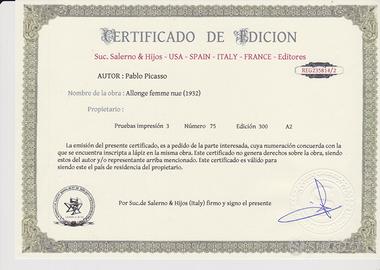 CERTIFICADO DE EDICION
Suc. Salerno & Hijos - USA - SPAIN - ITALY - FRANCE - Editores
REG235814/2
AUTOR : Pablo Picasso
Nombre de la obra : Allonge femme nue (1932)
Propietario :
Pruebas impresión 3 Número 75 Edición 300 A2
La emisión del presente certificado, es a pedido de la parte interesada, cuya numeración concuerda con la
que se encuentra inscripta a lápiz en la misma obra. Este certificado no genera derechos sobre la obra, siendo
estos del autor y/o representante arriba mencionado. Este certificado es válido para
siendo este el país de residencia del propietario.
Por Suc.de Salerno & Hijos (Italy) firmo y signo el presente